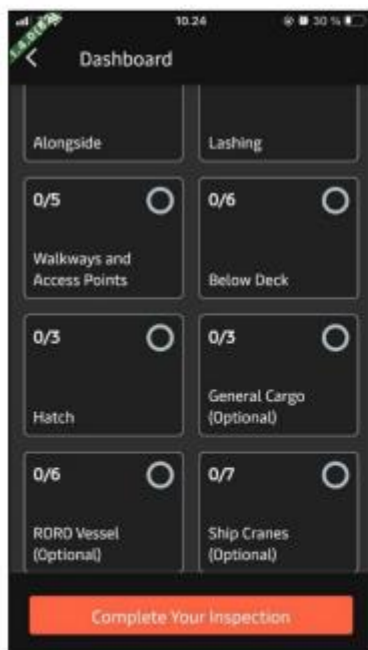 10.24
30 %
Dashboard
Alongside
Lashing
0/5
0/6
Walkways and
Access Points
Below Deck
0/3
0/3
Hatch
General Cargo
(Optional)
0/6
0/7
RORO Vessel
(Optional)
Ship Cranes
(Optional)
Complete Your Inspection